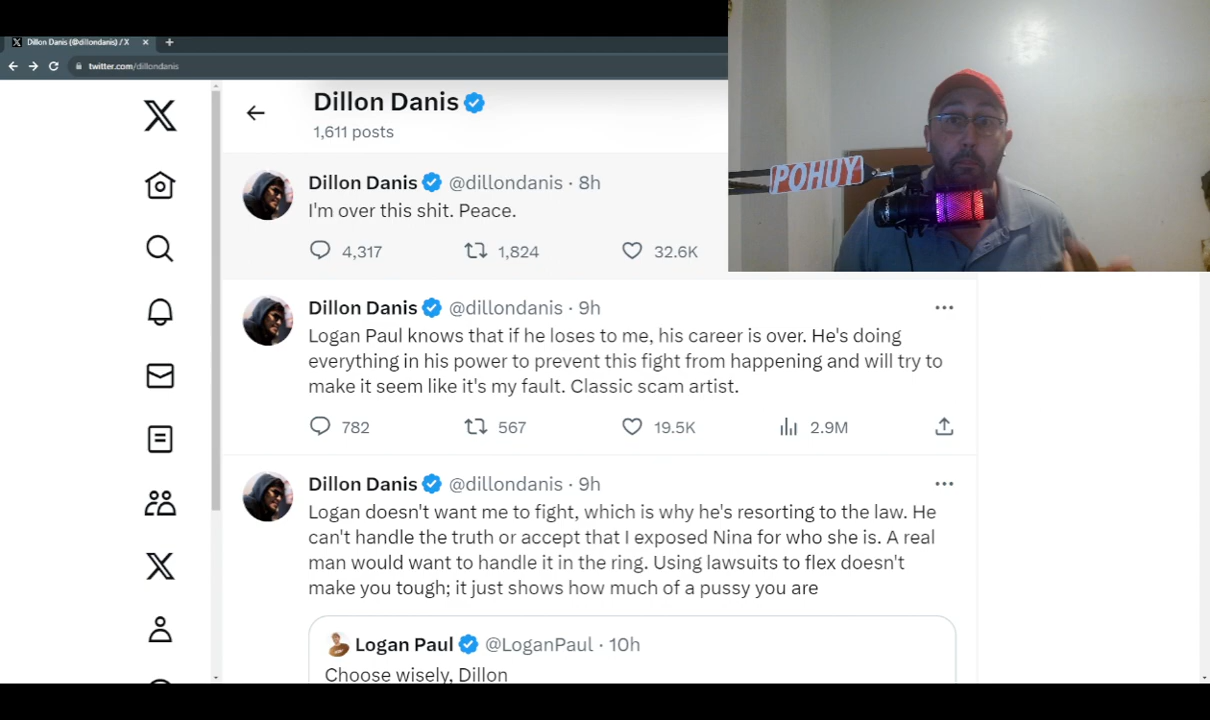 Dillon Danis (@dillondanis) / X
twitter.com/dillondanis
Dillon Danis
1,611 posts
Dillon Danis @dillondanis · 8h
I'm over this shit. Peace.
4,317 1,824 32.6K
POHUY
Dillon Danis @dillondanis · 9h
Logan Paul knows that if he loses to me, his career is over. He's doing
everything in his power to prevent this fight from happening and will try to
make it seem like it's my fault. Classic scam artist.
782 567 19.5K 2.9M
Dillon Danis @dillondanis · 9h
Logan doesn't want me to fight, which is why he's resorting to the law. He
can't handle the truth or accept that I exposed Nina for who she is. A real
man would want to handle it in the ring. Using lawsuits to flex doesn't
make you tough; it just shows how much of a pussy you are
Logan Paul @LoganPaul · 10h
Choose wisely, Dillon